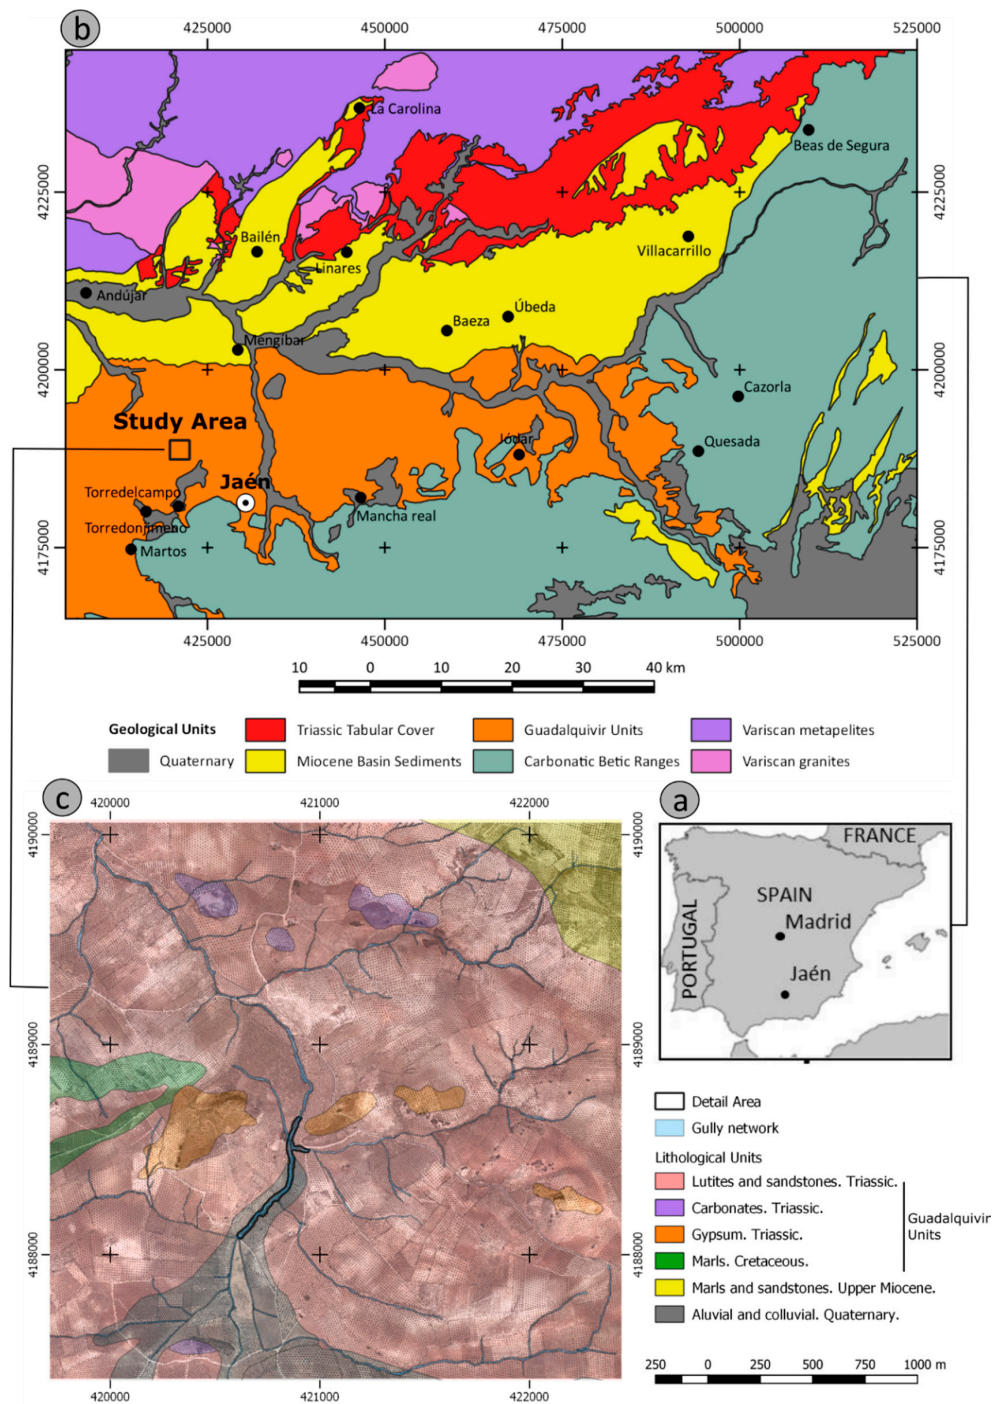 b
425000 450000 475000 500000 525000
4225000 4225000
4200000 4200000
4175000 4175000
La Carolina
Beas de Segura
Bailén
Linares
Villacarrillo
Andújar
Úbeda
Baeza
Mengíbar
Cazorla
Study Area
Jódar
Quesada
Jaén
Torredelcampo
Mancha real
Torredonjimeno
Martos
425000 450000 475000 500000 525000
10 0 10 20 30 40 km
Geological Units
Triassic Tabular Cover
Guadalquivir Units
Variscan metapelites
Quaternary
Miocene Basin Sediments
Carbonatic Betic Ranges
Variscan granites
c
420000 421000 422000
4190000 4190000
4189000 4189000
4188000 4188000
420000 421000 422000
a
FRANCE
SPAIN
Madrid
PORTUGAL
Jaén
Detail Area
Gully network
Lithological Units
Lutites and sandstones. Triassic.
Carbonates. Triassic.
Gypsum. Triassic.
Marls. Cretaceous.
Guadalquivir
Units
Marls and sandstones. Upper Miocene.
Aluvial and colluvial. Quaternary.
250 0 250 500 750 1000 m